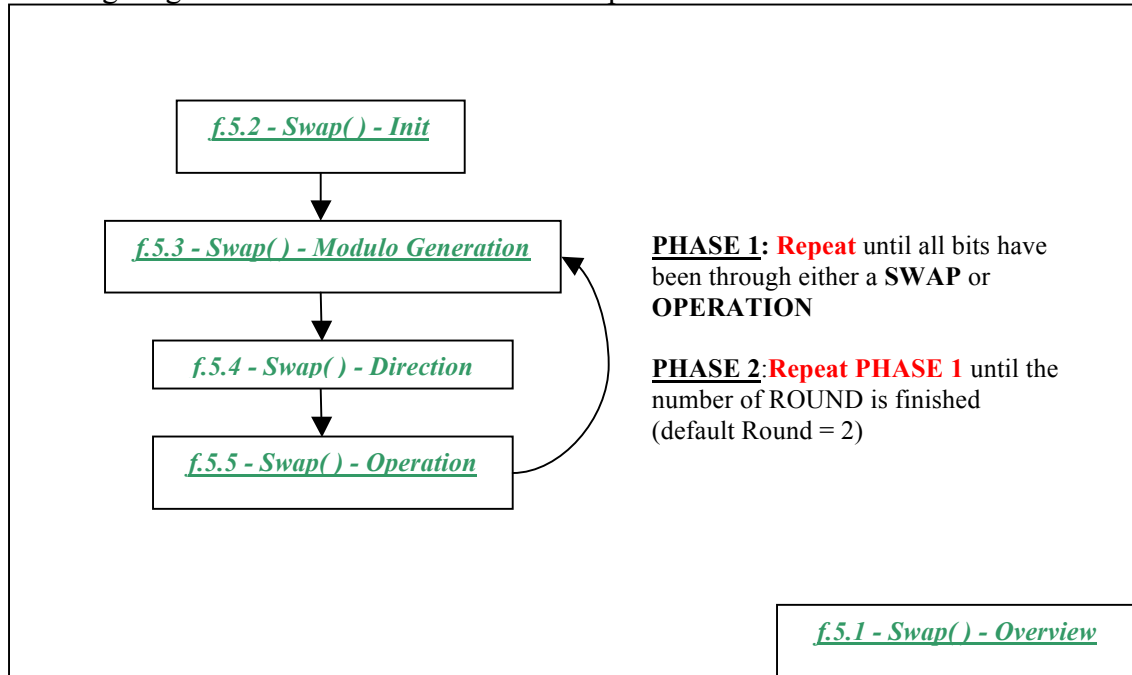 f.5.2 - Swap( ) - Init
f.5.3 - Swap( ) - Modulo Generation
f.5.4 - Swap( ) - Direction
f.5.5 - Swap( ) - Operation
PHASE 1: Repeat until all bits have
been through either a SWAP or
OPERATION
PHASE 2:Repeat PHASE 1 until the
number of ROUND is finished
(default Round = 2)
f.5.1 - Swap( ) - Overview